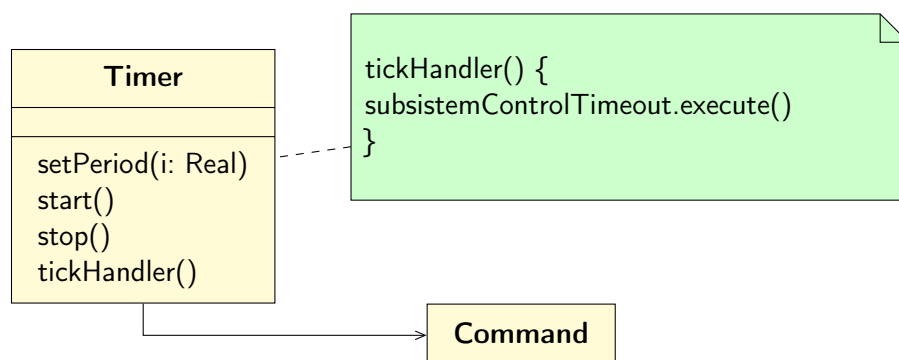 Timer
setPeriod(i: Real)
start()
stop()
tickHandler()
tickHandler() {
subsistemControlTimeout.execute()
}
Command